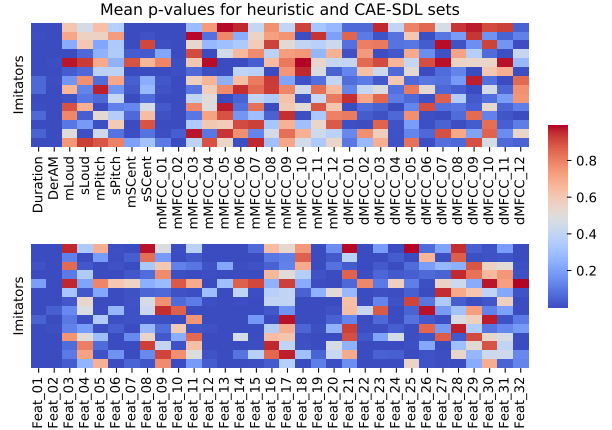 Mean p-values for heuristic and CAE-SDL sets
Imitators
Duration
DerAM
mLoud
sLoud
mPitch
sPitch
mSCent
sSCent
mMFCC_01
mMFCC_02
mMFCC_03
mMFCC_04
mMFCC_05
mMFCC_06
mMFCC_07
mMFCC_08
mMFCC_09
mMFCC_10
mMFCC_11
mMFCC_12
dMFCC_01
dMFCC_02
dMFCC_03
dMFCC_04
dMFCC_05
dMFCC_06
dMFCC_07
dMFCC_08
dMFCC_09
dMFCC_10
dMFCC_11
dMFCC_12
0.8
0.6
0.4
0.2
Imitators
Feat_01
Feat_02
Feat_03
Feat_04
Feat_05
Feat_06
Feat_07
Feat_08
Feat_09
Feat_10
Feat_11
Feat_12
Feat_13
Feat_14
Feat_15
Feat_16
Feat_17
Feat_18
Feat_19
Feat_20
Feat_21
Feat_22
Feat_23
Feat_24
Feat_25
Feat_26
Feat_27
Feat_28
Feat_29
Feat_30
Feat_31
Feat_32